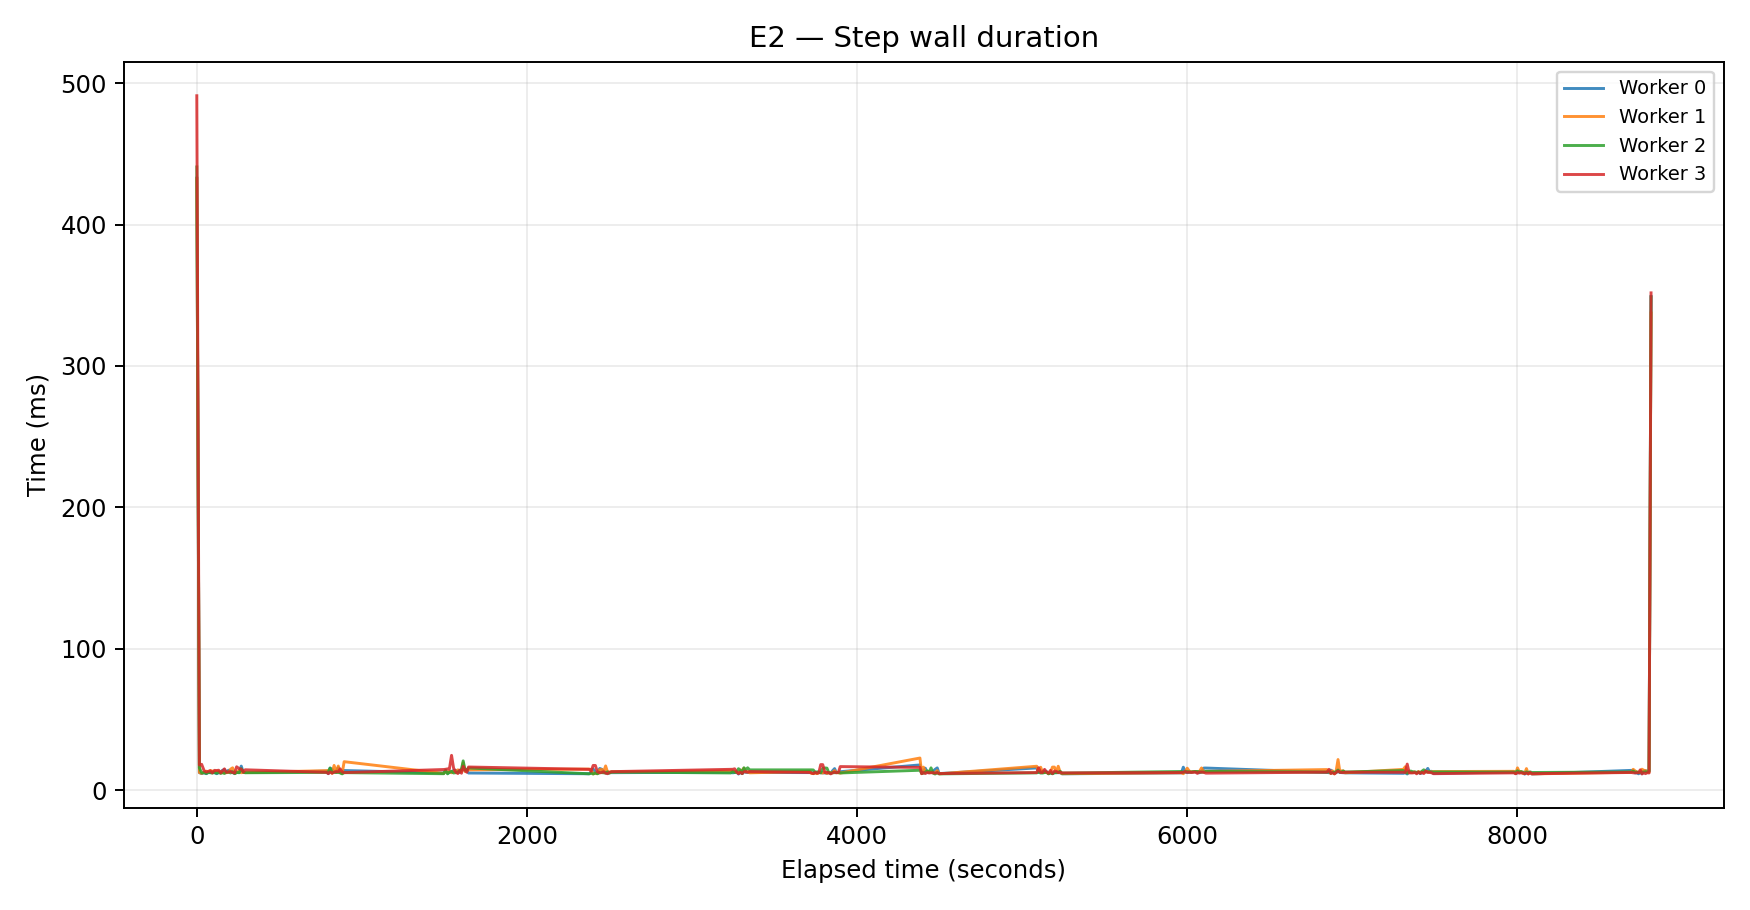 E2 — Step wall duration
500
400
300
200
100
0
Time (ms)
Worker 0
Worker 1
Worker 2
Worker 3
0 2000 4000 6000 8000
Elapsed time (seconds)